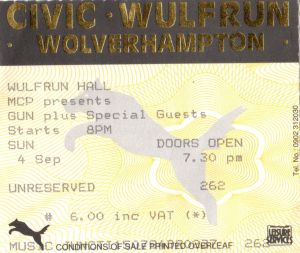 CIVIC · WULFRUN
· WOLVERHAMPTON ·
WULFRUN HALL
MCP presents
GUN plus Special Guests
Starts 8PM
SUN DOORS OPEN
4 Sep 7.30 pm
UNRESERVED 262
# 6.00 inc VAT (*)
MUSIC 262
CONDITIONS OF SALE PRINTED OVERLEAF
LEISURE
SERVICES
Tel. No. 0902 312030